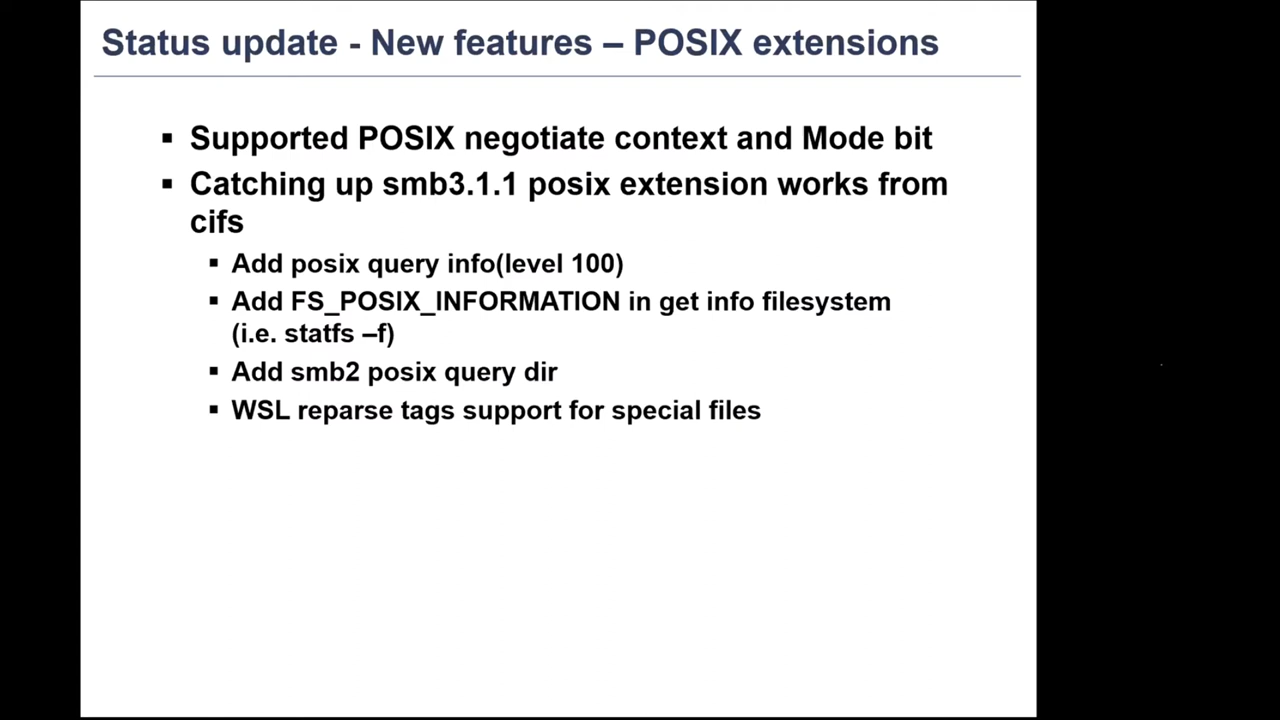 Status update - New features – POSIX extensions
▪ Supported POSIX negotiate context and Mode bit
▪ Catching up smb3.1.1 posix extension works from
cifs
▪ Add posix query info(level 100)
▪ Add FS_POSIX_INFORMATION in get info filesystem
(i.e. statfs –f)
▪ Add smb2 posix query dir
▪ WSL reparse tags support for special files